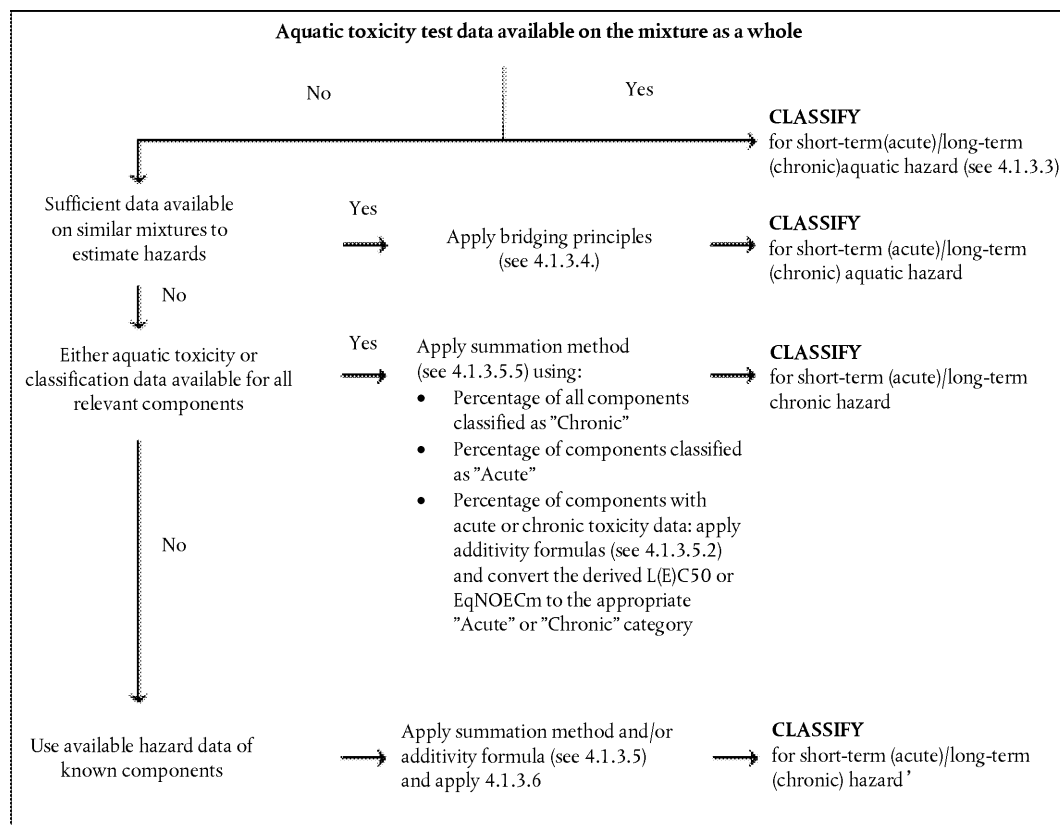 Aquatic toxicity test data available on the mixture as a whole
No
Yes
CLASSIFY
for short-term(acute)/long-term
(chronic)aquatic hazard (see 4.1.3.3)
Sufficient data available
on similar mixtures to
estimate hazards
Yes
Apply bridging principles
(see 4.1.3.4.)
CLASSIFY
for short-term (acute)/long-term
(chronic) aquatic hazard
No
Either aquatic toxicity or
classification data available for all
relevant components
Yes
Apply summation method
(see 4.1.3.5.5) using:
• Percentage of all components
classified as ”Chronic”
• Percentage of components classified
as ”Acute”
• Percentage of components with
acute or chronic toxicity data: apply
additivity formulas (see 4.1.3.5.2)
and convert the derived L(E)C50 or
EqNOECm to the appropriate
”Acute” or ”Chronic” category
CLASSIFY
for short-term (acute)/long-term
chronic hazard
No
Use available hazard data of
known components
Apply summation method and/or
additivity formula (see 4.1.3.5)
and apply 4.1.3.6
CLASSIFY
for short-term (acute)/long-term
(chronic) hazard’